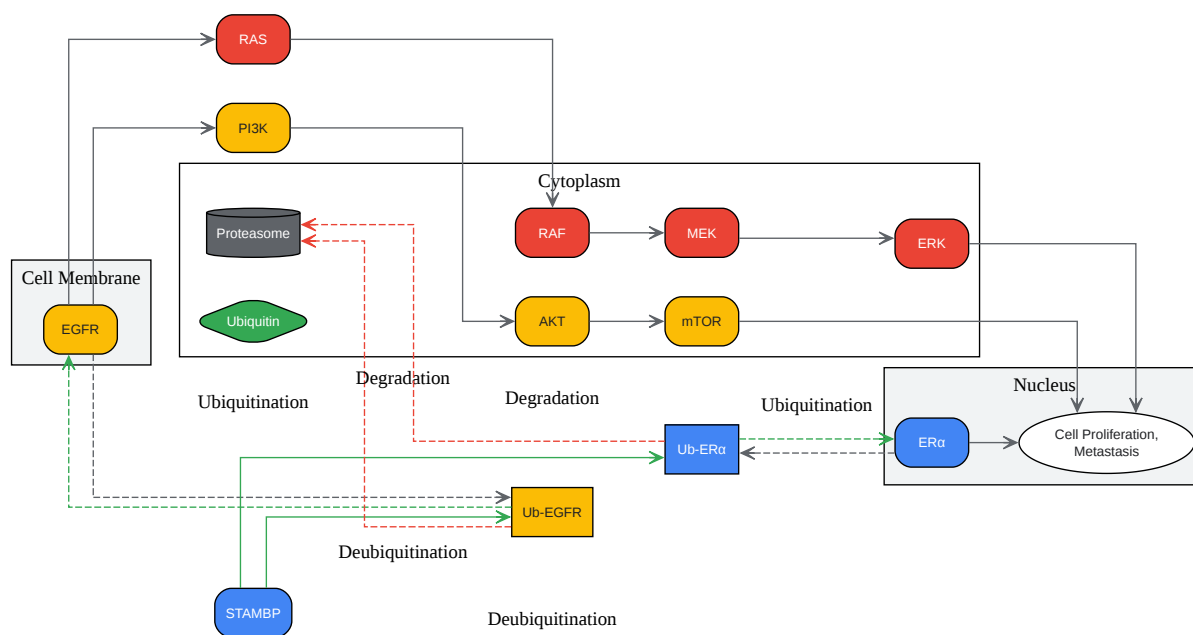 RAS
PI3K
Cytoplasm
Proteasome
RAF
MEK
ERK
Cell Membrane
EGFR
Ubiquitin
AKT
mTOR
Degradation
Ubiquitination
Degradation
Ubiquitination
Nucleus
Ub-ERα
ERα
Cell Proliferation,
Metastasis
Ub-EGFR
Deubiquitination
STAMBP
Deubiquitination